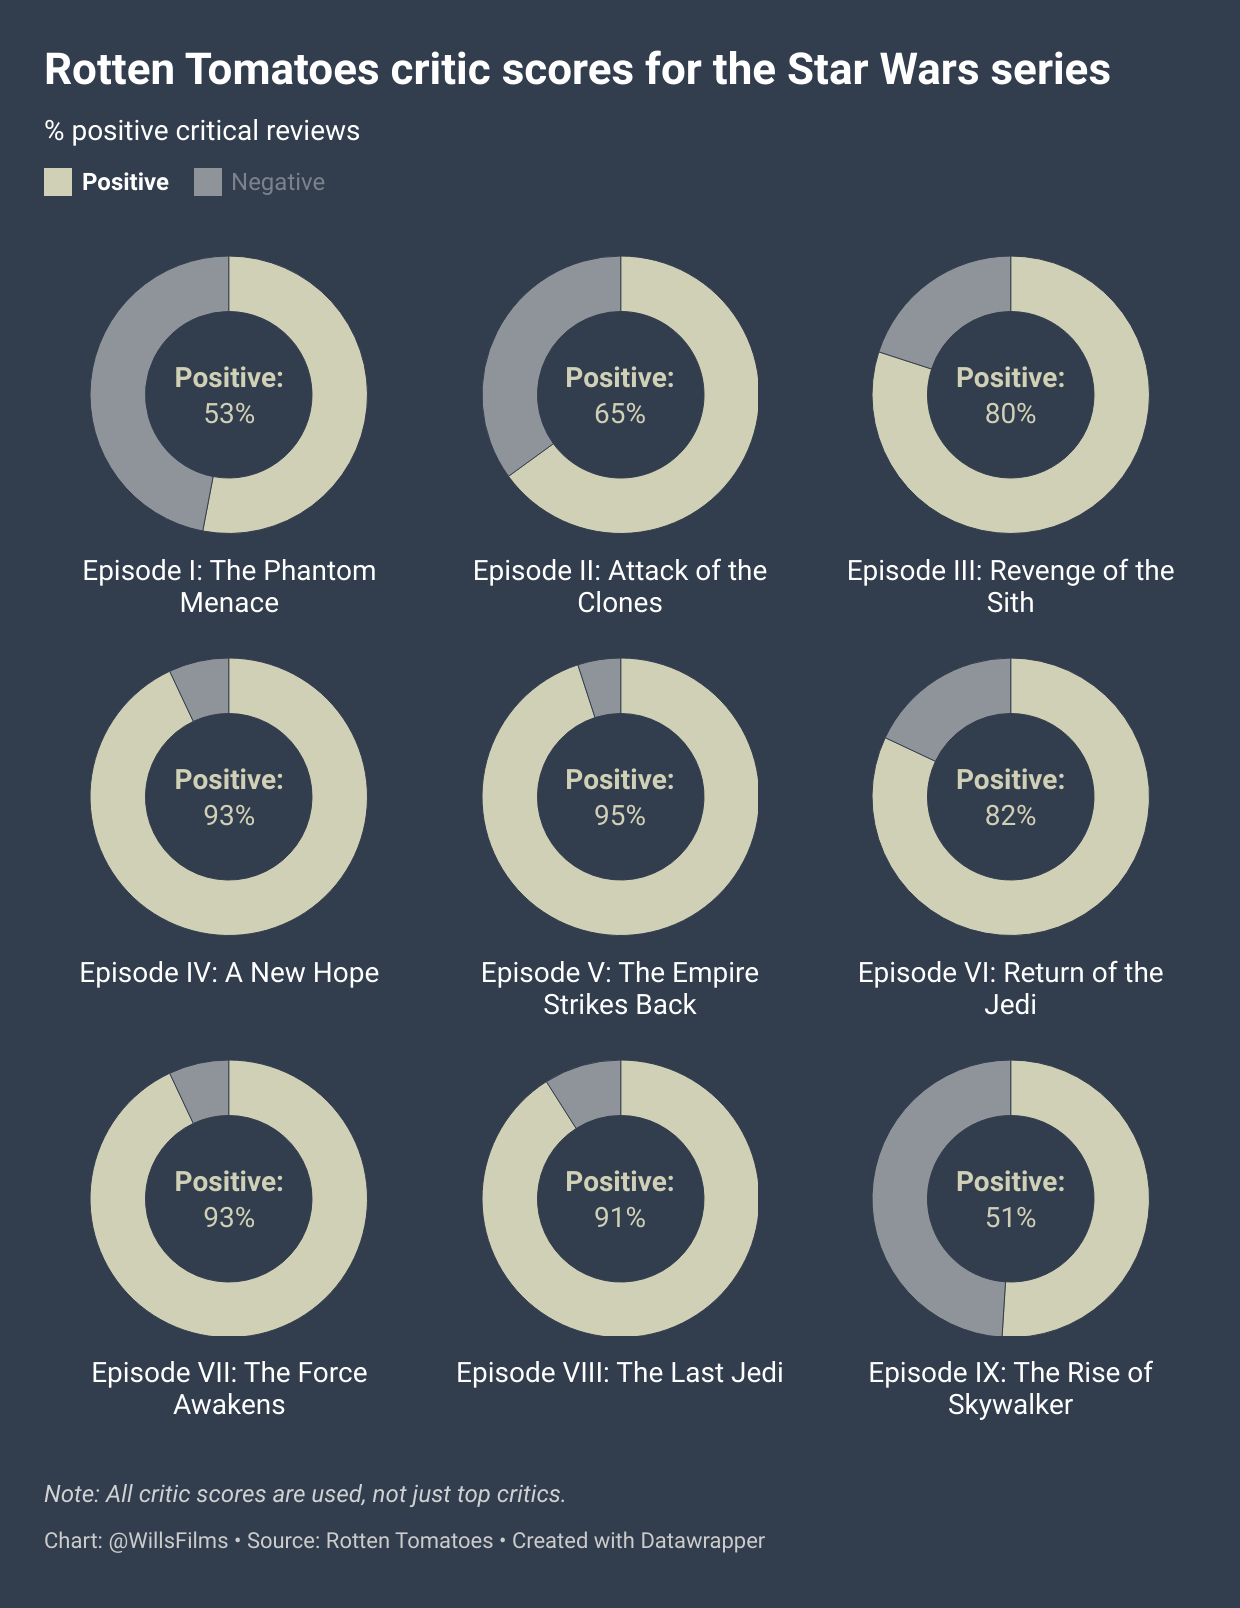 Rotten Tomatoes critic scores for the Star Wars series
% positive critical reviews
Positive Negative
Positive:
53%
Positive:
65%
Positive:
80%
Episode I: The Phantom
Menace
Episode II: Attack of the
Clones
Episode III: Revenge of the
Sith
Positive:
93%
Positive:
95%
Positive:
82%
Episode IV: A New Hope
Episode V: The Empire
Strikes Back
Episode VI: Return of the
Jedi
Positive:
93%
Positive:
91%
Positive:
51%
Episode VII: The Force
Awakens
Episode VIII: The Last Jedi
Episode IX: The Rise of
Skywalker
Note: All critic scores are used, not just top critics.
Chart: @WillsFilms • Source: Rotten Tomatoes • Created with Datawrapper